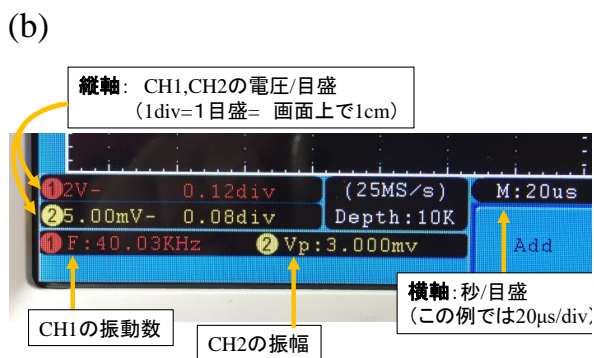 (b)
縦軸: CH1,CH2の電圧/目盛
(1div=1目盛= 画面上で1cm)
① 2V- 0.12div
(25MS/s)
M:20us
② 5.00mV- 0.08div
Depth:10K
① F:40.03KHz ② Vp:3.000mv
Add
横軸:秒/目盛
(この例では20μs/div)
CH1の振動数
CH2の振幅